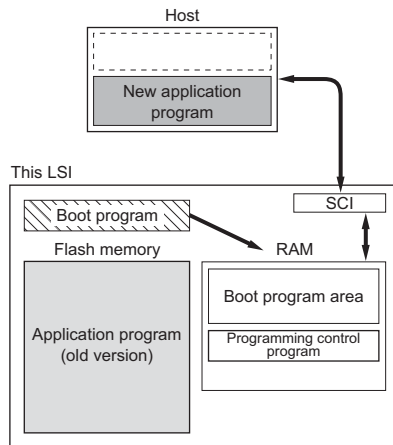 Host
New application
program
This LSI
SCI
Boot program
Flash memory
RAM
Application program
(old version)
Boot program area
Programming control
program